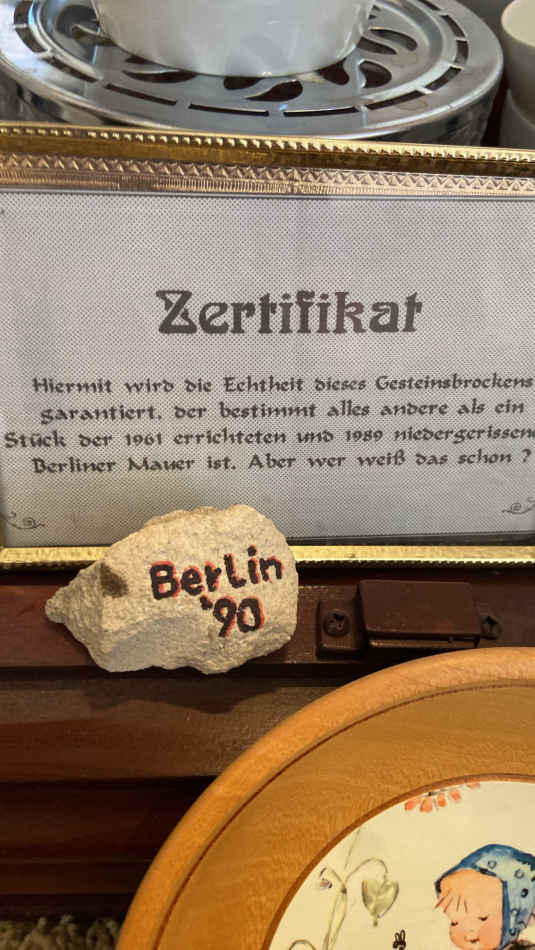 Zertifikat
Hiermit wird die Echtheit dieses Gesteinsbrockens
garantiert, der bestimmt alles andere als ein
Stück der 1961 errichteten und 1989 niedergerissene
Berliner Mauer ist. Aber wer weiß das schon ?
Berlin
'90